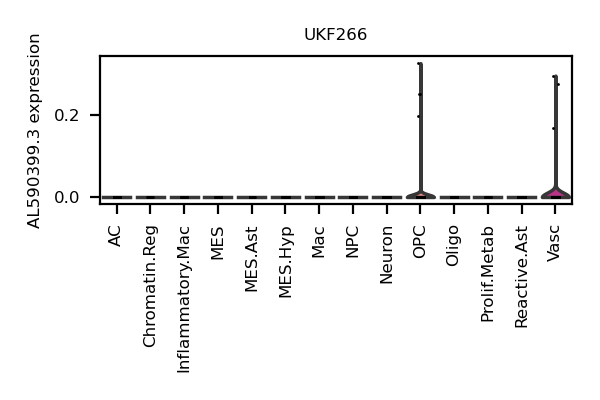 UKF266
AL590399.3 expression
0.2
0.0
AC
Chromatin.Reg
Inflammatory.Mac
MES
MES.Ast
MES.Hyp
Mac
NPC
Neuron
OPC
Oligo
Prolif.Metab
Reactive.Ast
Vasc